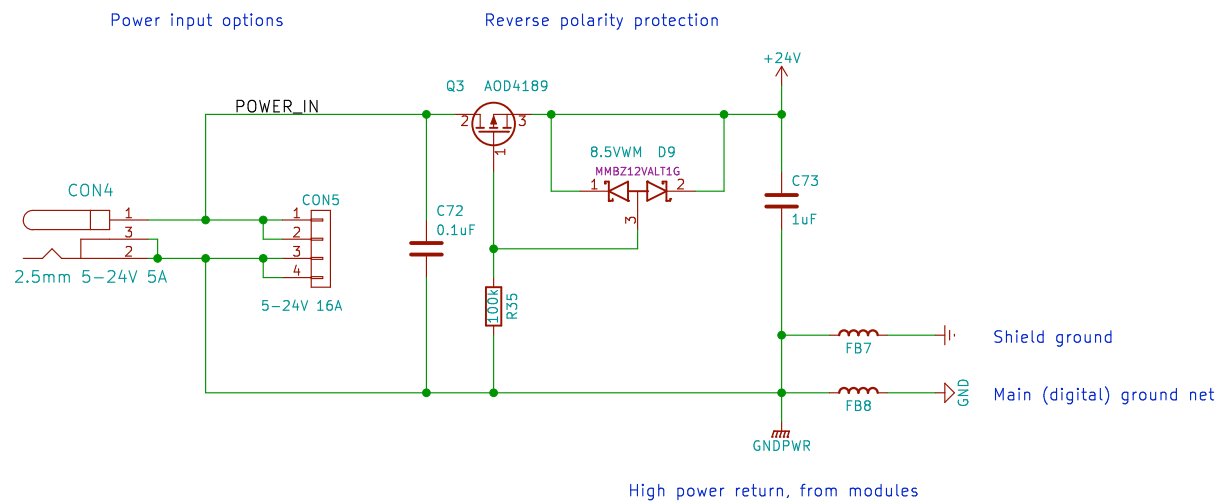 Power input options
Reverse polarity protection
+24V
Q3 AOD4189
POWER_IN
2
3
1
8.5VWM D9
MMBZ12VALT1G
1
2
3
CON4
1
3
2
2.5mm 5-24V 5A
CON5
1
2
3
4
5-24V 16A
C72
0.1uF
C73
1uF
100k
R35
FB7
Shield ground
FB8
GND
Main (digital) ground net
GNDPWR
High power return, from modules